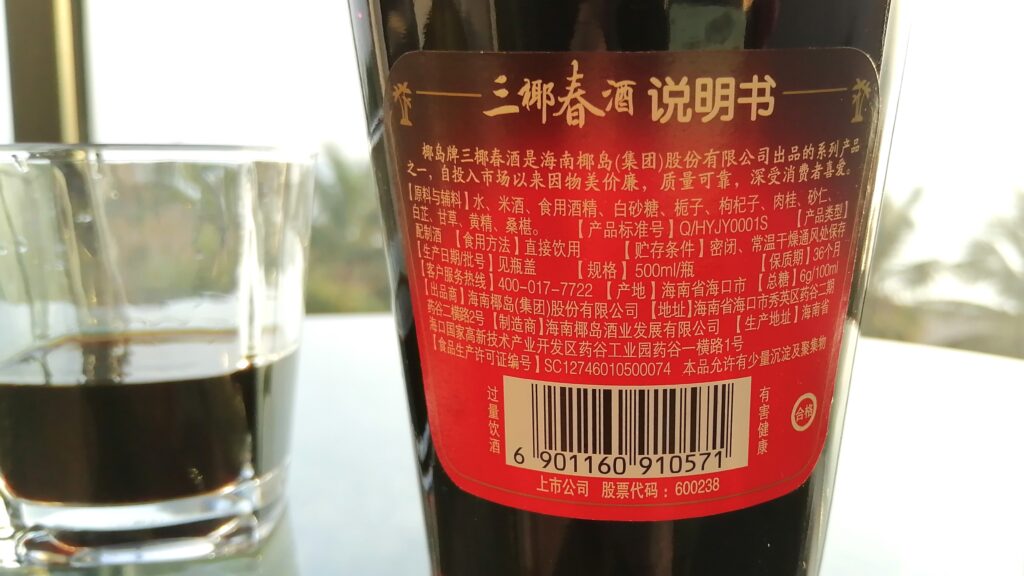 三椰春酒 说明书
椰岛牌三椰春酒是海南椰岛(集团)股份有限公司出品的系列产品
之一，自投入市场以来因物美价廉，质量可靠，深受消费者喜爱。
【原料与辅料】水、米酒、食用酒精、白砂糖、栀子、枸杞子、肉桂、砂仁、
白芷、甘草、黄精、桑椹。 【产品标准号】Q/HYJY0001S 【产品类型】
配制酒 【食用方法】直接饮用 【贮存条件】密闭、常温干燥通风处保存
【生产日期/批号】见瓶盖 【规格】500ml/瓶 【保质期】36个月
【客户服务热线】400-017-7722 【产地】海南省海口市 【总糖】6g/100ml
【出品商】海南椰岛(集团)股份有限公司 【地址】海南省海口市秀英区药谷二期
药谷二横路2号 【制造商】海南椰岛酒业发展有限公司 【生产地址】海南省
海口国家高新技术产业开发区药谷工业园药谷一横路1号
【食品生产许可证编号】SC12746010500074 本品允许有少量沉淀及聚集物
过量饮酒
有害健康
合格
6 901160 910571
上市公司 股票代码：600238